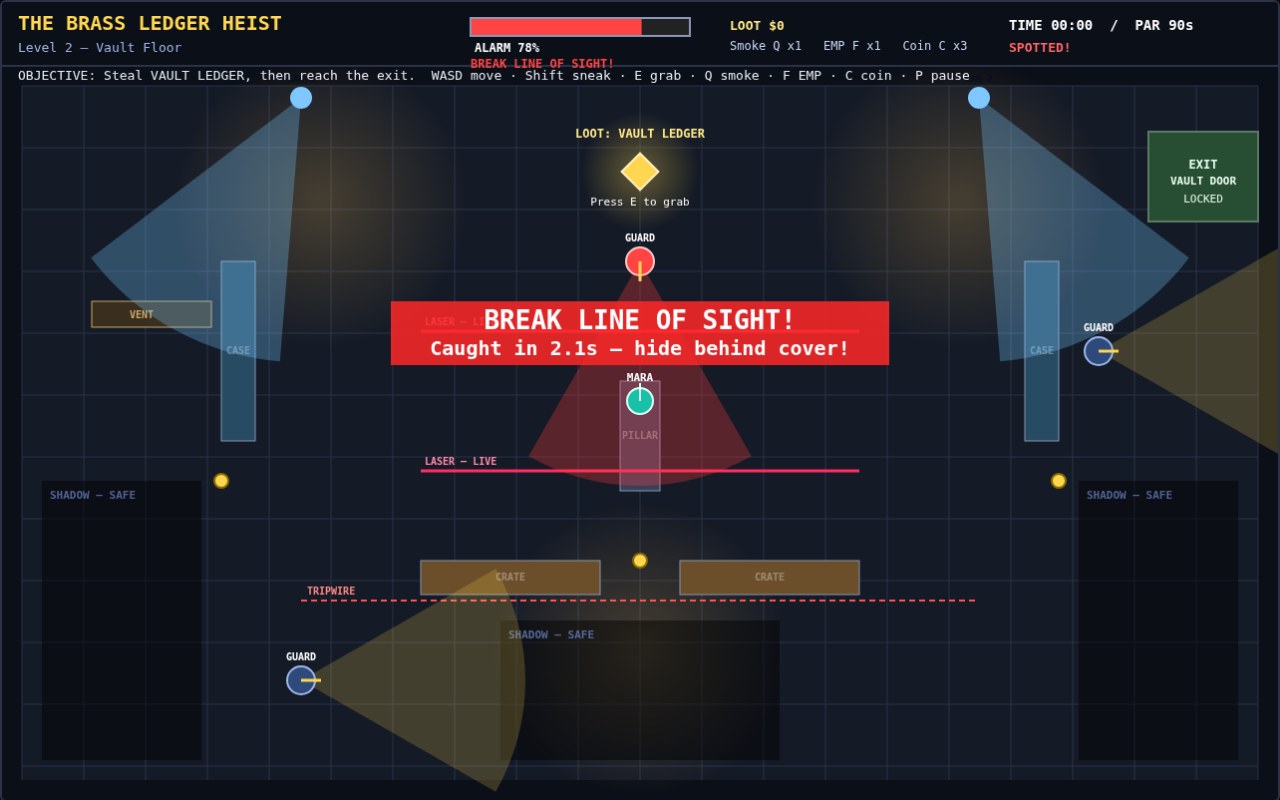 THE BRASS LEDGER HEIST
Level 2 — Vault Floor
ALARM 78%
BREAK LINE OF SIGHT!
LOOT $0
Smoke Q x1 EMP F x1 Coin C x3
TIME 00:00 / PAR 90s
SPOTTED!
OBJECTIVE: Steal VAULT LEDGER, then reach the exit. WASD move · Shift sneak · E grab · Q smoke · F EMP · C coin · P pause
LOOT: VAULT LEDGER
Press E to grab
EXIT
VAULT DOOR
LOCKED
GUARD
VENT
LASER — LI
BREAK LINE OF SIGHT!
Caught in 2.1s — hide behind cover!
GUARD
CASE
CASE
MARA
PILLAR
LASER — LIVE
SHADOW — SAFE
SHADOW — SAFE
CRATE
CRATE
TRIPWIRE
SHADOW — SAFE
GUARD